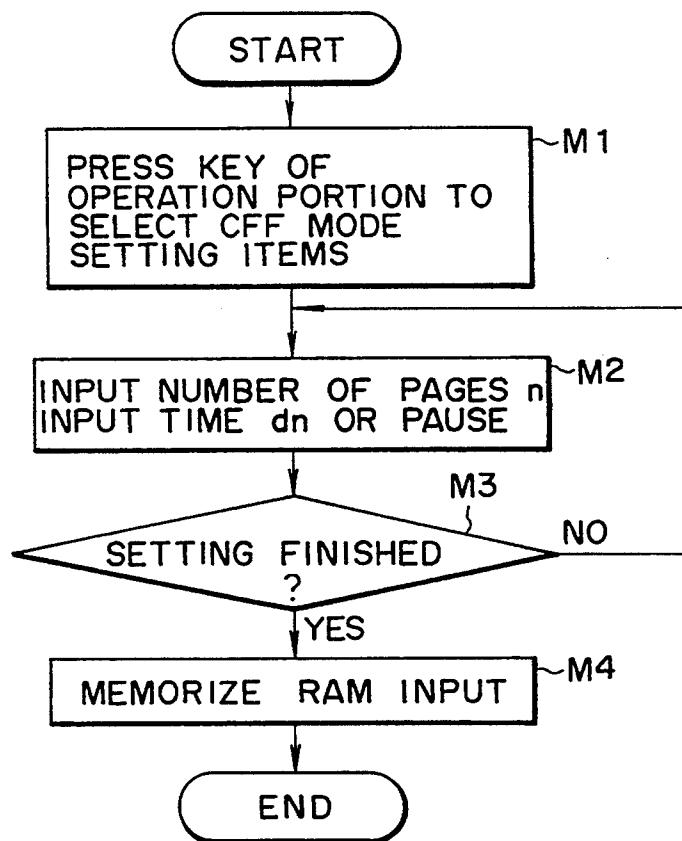 START
M1
PRESS KEY OF
OPERATION PORTION TO
SELECT CFF MODE
SETTING ITEMS
M2
INPUT NUMBER OF PAGES n
INPUT TIME dn OR PAUSE
M3
SETTING FINISHED
?
NO
YES
M4
MEMORIZE RAM INPUT
END